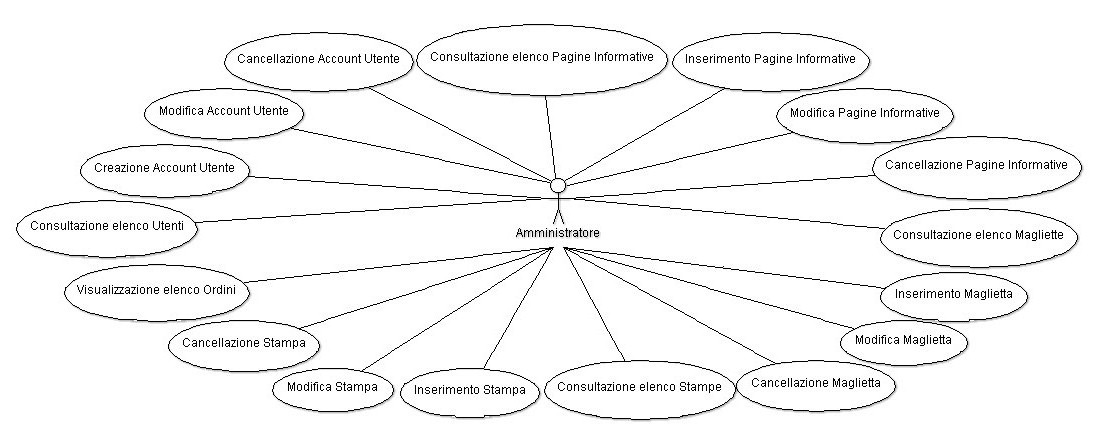 Consultazione elenco Pagine Informative
Cancellazione Account Utente
Inserimento Pagine Informative
Modifica Account Utente
Modifica Pagine Informative
Creazione Account Utente
Cancellazione Pagine Informative
Consultazione elenco Utenti
Amministratore
Consultazione elenco Magliette
Visualizzazione elenco Ordini
Inserimento Maglietta
Cancellazione Stampa
Modifica Maglietta
Modifica Stampa
Inserimento Stampa
Consultazione elenco Stampe
Cancellazione Maglietta